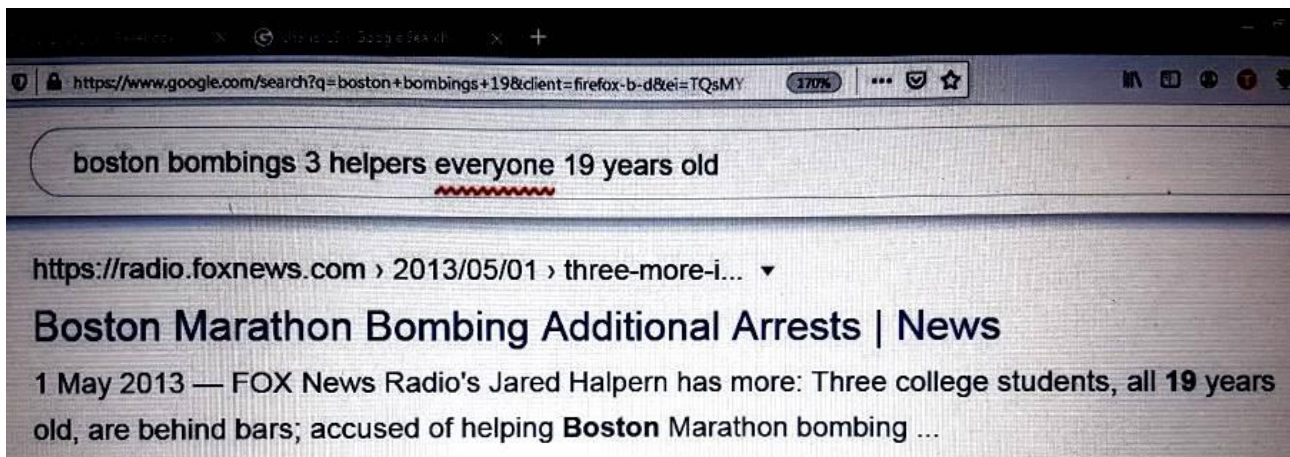 https://www.google.com/search?q=boston+bombings+19&client=firefox-b-d&ei=TQsMY 170%
boston bombings 3 helpers everyone 19 years old
https://radio.foxnews.com › 2013/05/01 › three-more-i...
Boston Marathon Bombing Additional Arrests | News
1 May 2013 — FOX News Radio's Jared Halpern has more: Three college students, all 19 years
old, are behind bars; accused of helping Boston Marathon bombing ...